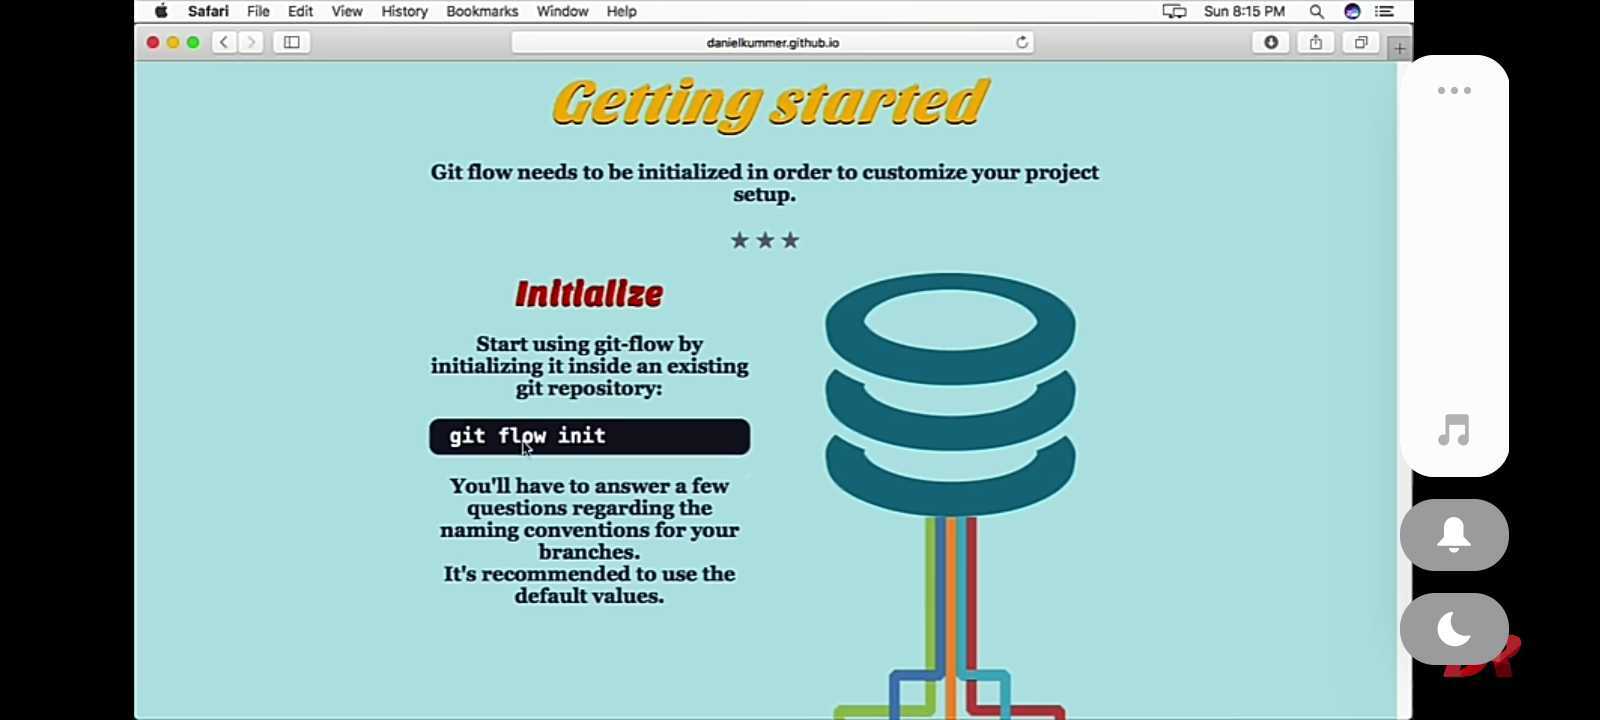 Safari File Edit View History Bookmarks Window Help Sun 8:15 PM
danielkummer.github.io
Getting started
Git flow needs to be initialized in order to customize your project
setup.
★ ★ ★
Initialize
Start using git-flow by
initializing it inside an existing
git repository:
git flow init
You'll have to answer a few
questions regarding the
naming conventions for your
branches.
It's recommended to use the
default values.